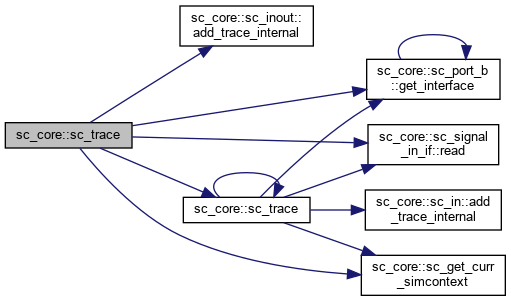 sc_core::sc_inout::
add_trace_internal
sc_core::sc_port_b
::get_interface
sc_core::sc_trace
sc_core::sc_signal
_in_if::read
sc_core::sc_trace
sc_core::sc_in::add
_trace_internal
sc_core::sc_get_curr
_simcontext